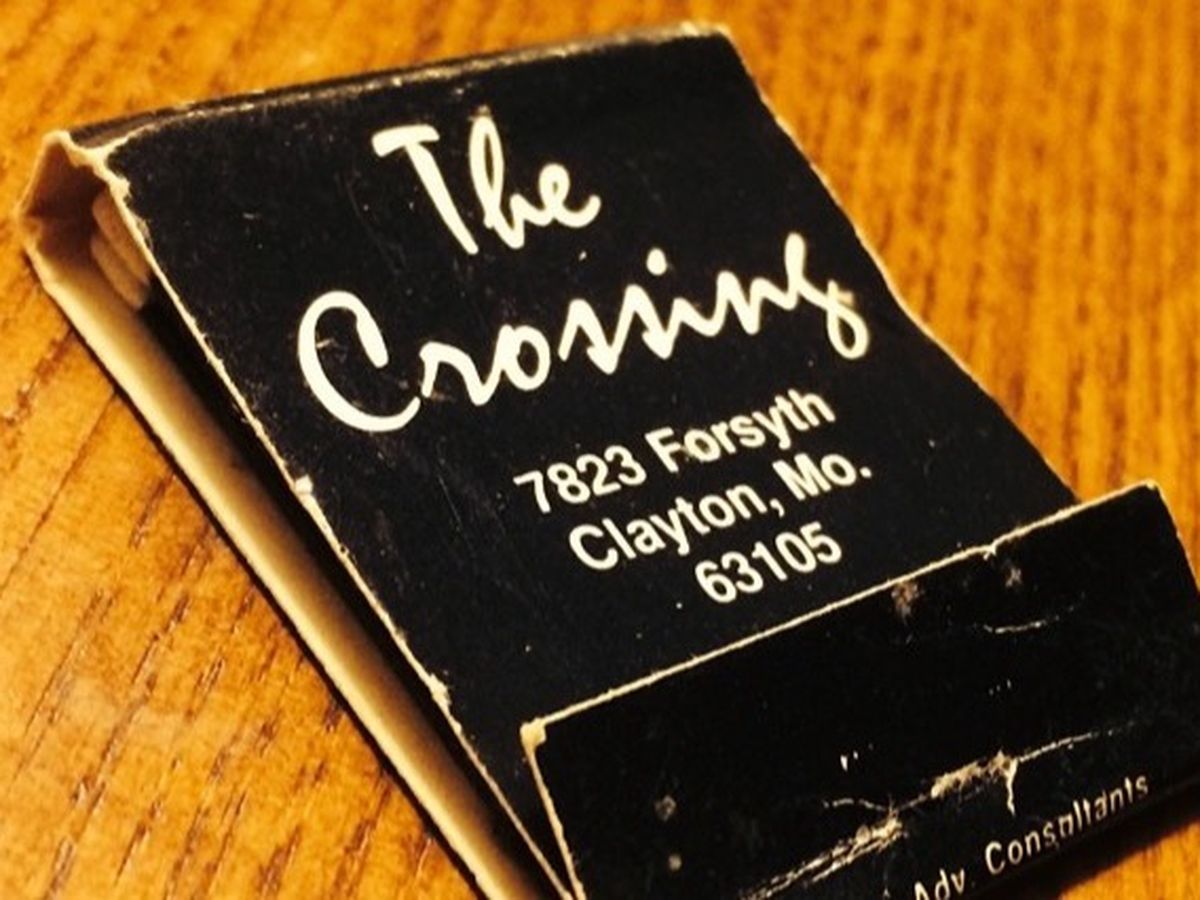 The
Crossing
7823 Forsyth
Clayton, Mo.
63105
Adv. Consultants